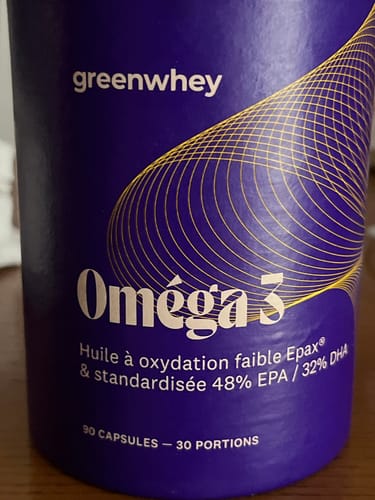 greenwhey
Oméga 3
Huile à oxydation faible Epax®
& standardisée 48% EPA / 32% DHA
90 CAPSULES — 30 PORTIONS